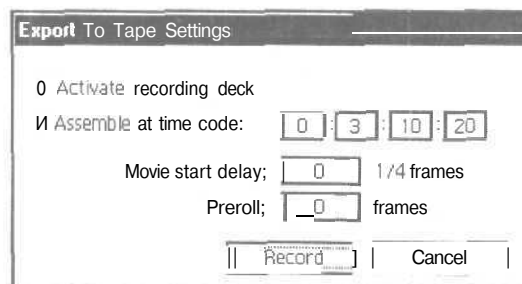 Export To Tape Settings
0 Activate recording deck
И Assemble at time code: 0 : 3 : 10 : 20
Movie start delay; 0 1/4 frames
Preroll; 0 frames
Record Cancel